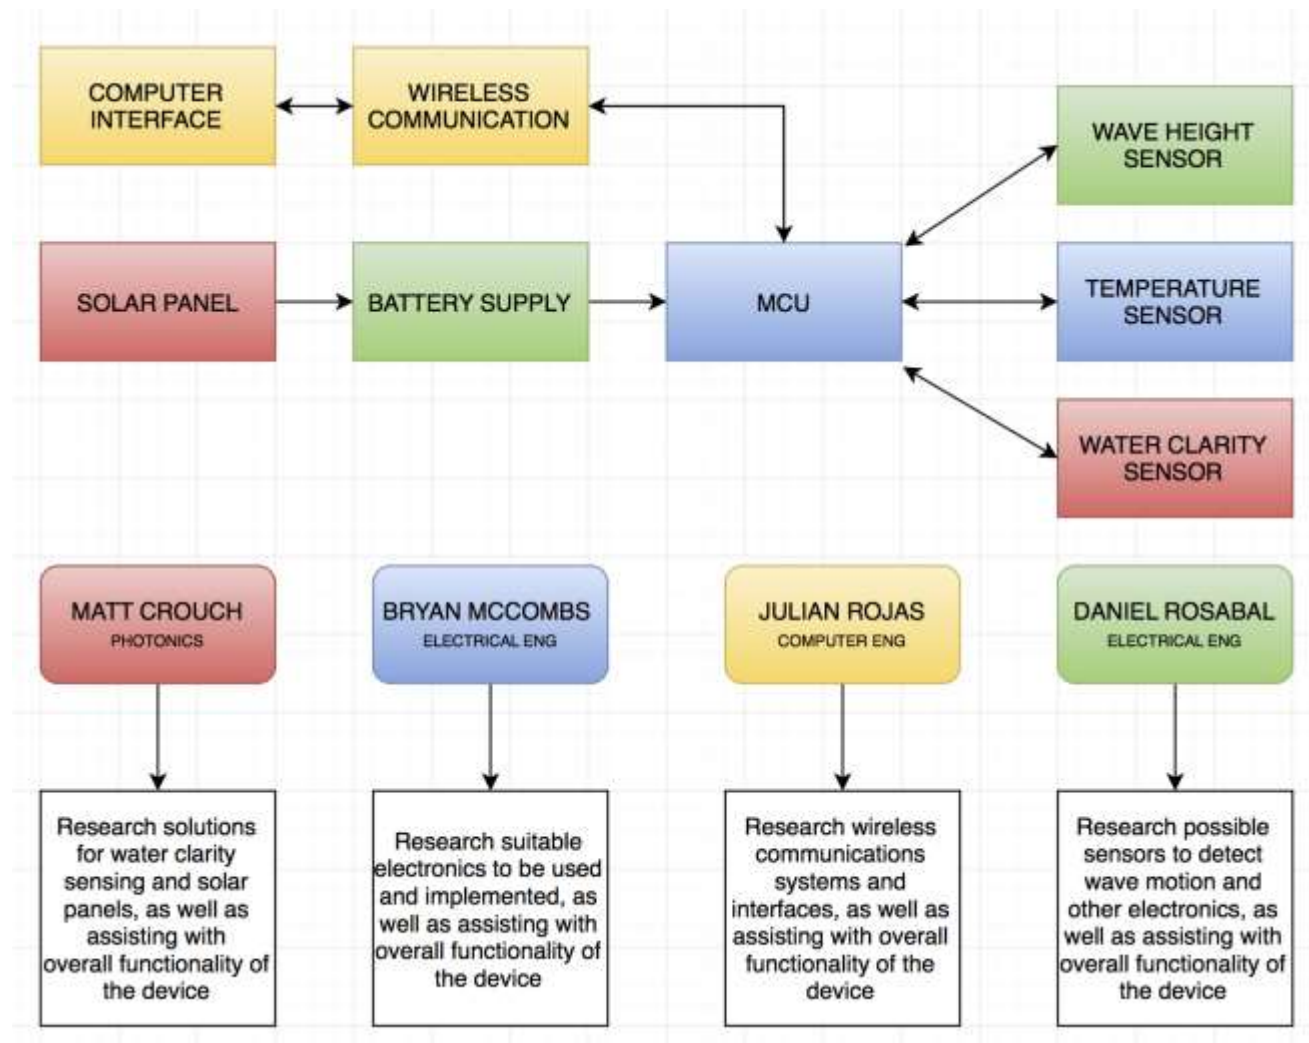 COMPUTER
INTERFACE
WIRELESS
COMMUNICATION
WAVE HEIGHT
SENSOR
SOLAR PANEL
BATTERY SUPPLY
MCU
TEMPERATURE
SENSOR
WATER CLARITY
SENSOR
MATT CROUCH
PHOTONICS
BRYAN MCCOMBS
ELECTRICAL ENG
JULIAN ROJAS
COMPUTER ENG
DANIEL ROSABAL
ELECTRICAL ENG
Research solutions
for water clarity
sensing and solar
panels, as well as
assisting with
overall functionality of
the device
Research suitable
electronics to be used
and implemented, as
well as assisting with
overall functionality of
the device
Research wireless
communications
systems and
interfaces, as well as
assisting with overall
functionality of the
device
Research possible
sensors to detect
wave motion and
other electronics, as
well as assisting with
overall functionality of
the device